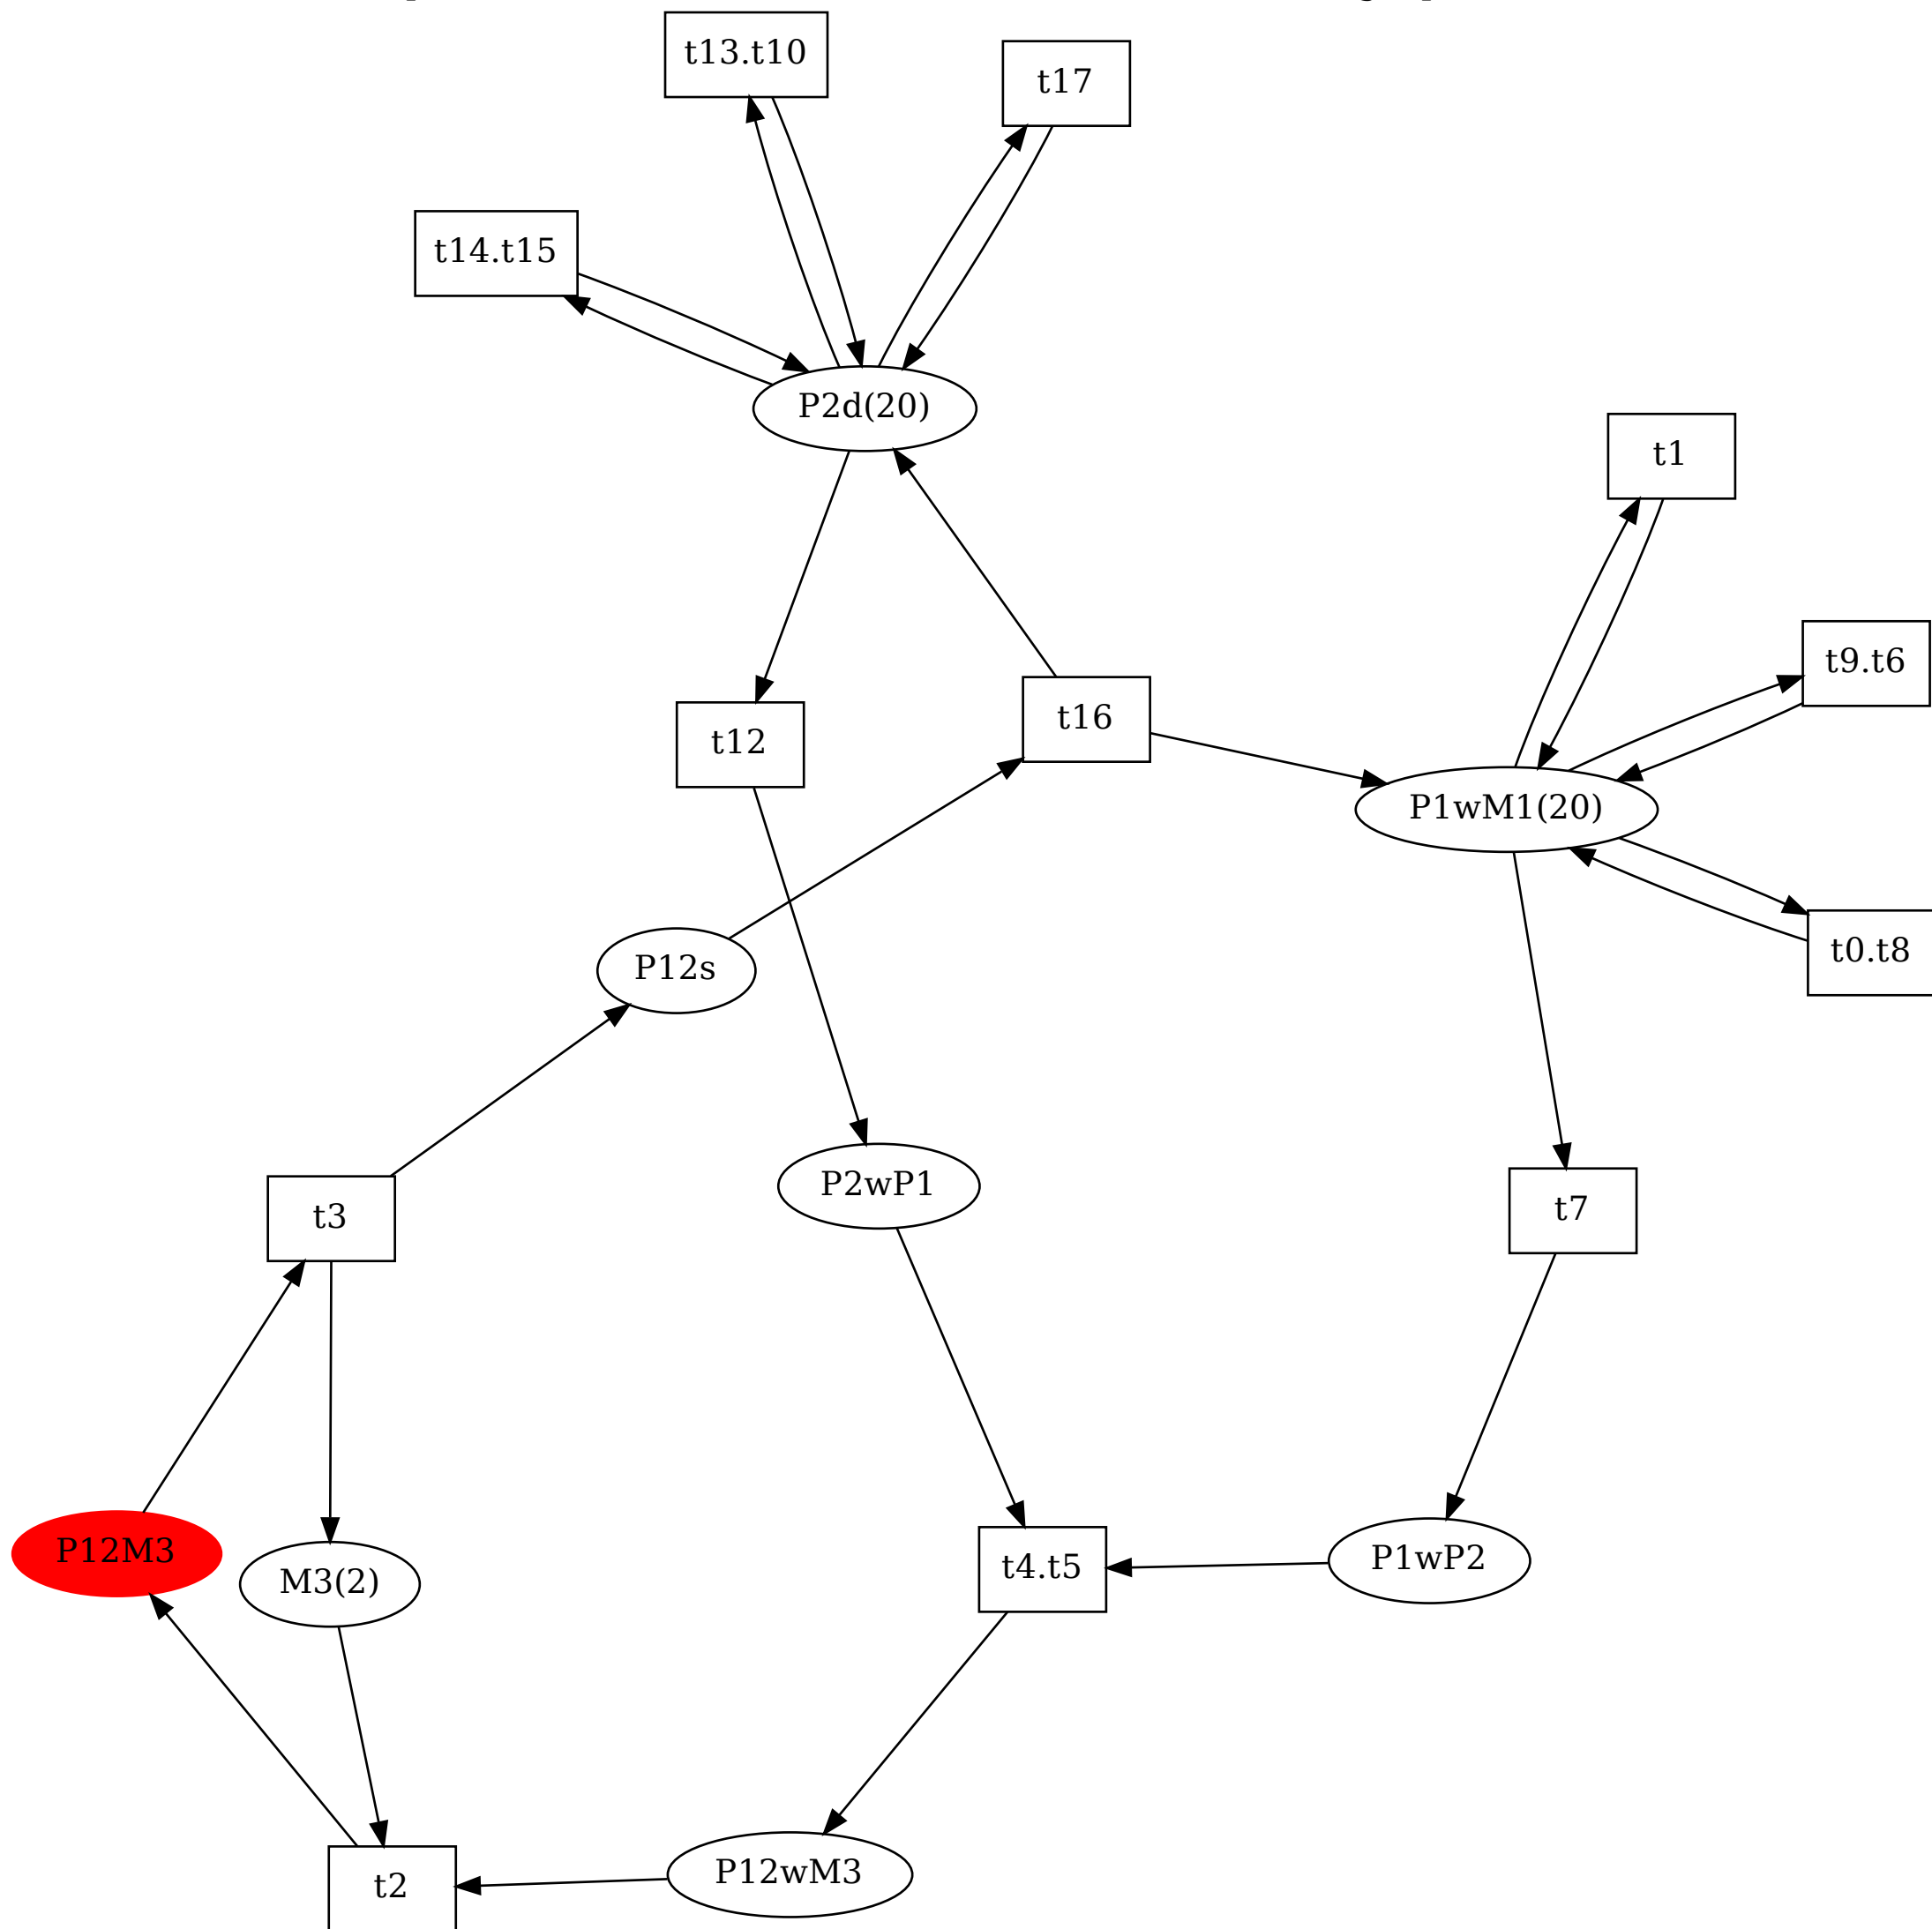 t13.t10
t17
t14.t15
P2d(20)
t1
t9.t6
t16
t12
P1wM1(20)
t0.t8
P12s
P2wP1
t7
t3
P12M3
P1wP2
t4.t5
M3(2)
P12wM3
t2